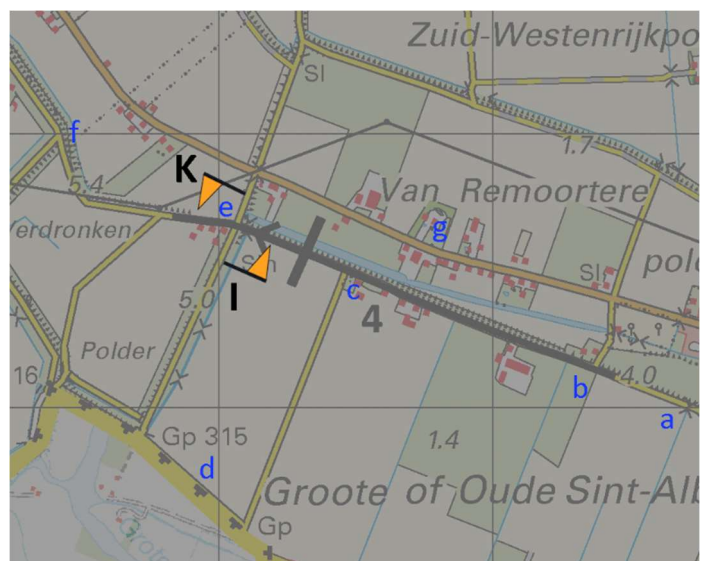 Zuid-Westenrijkpo
Sl
f
1.7
K
5.4
Van Remoortere
e
g
erdronken
Sl
polo
I
5.0
c
4
Polder
16
b
4.0
a
Gp 315
1.4
d
Groote of Oude Sint-Alb
Gp